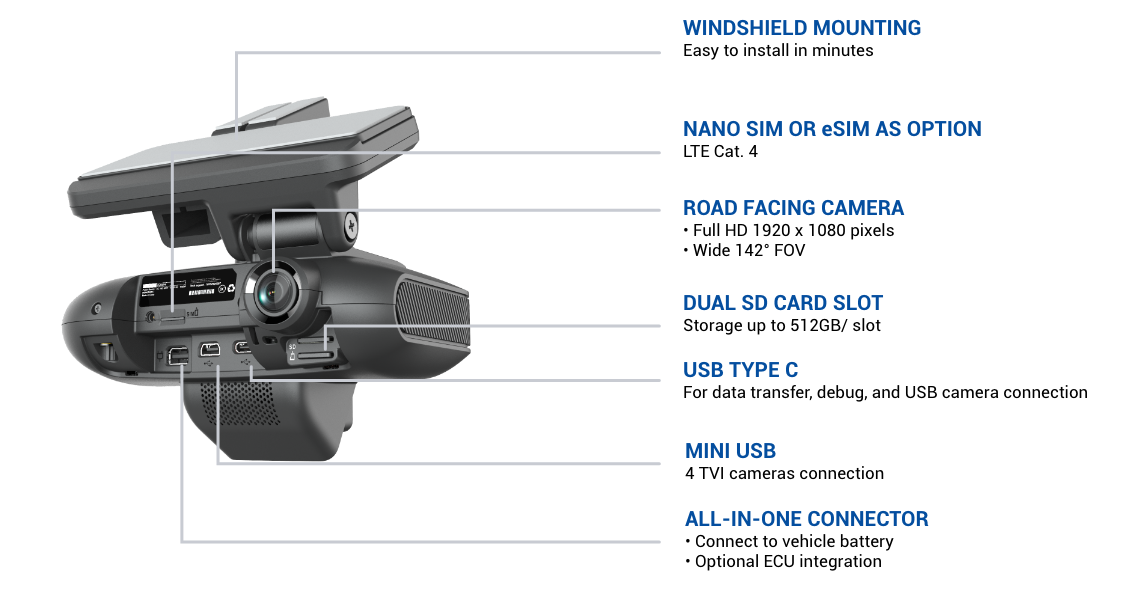 WINDSHIELD MOUNTING
Easy to install in minutes
NANO SIM OR eSIM AS OPTION
LTE Cat. 4
ROAD FACING CAMERA
• Full HD 1920 x 1080 pixels
• Wide 142° FOV
DUAL SD CARD SLOT
Storage up to 512GB/ slot
USB TYPE C
For data transfer, debug, and USB camera connection
MINI USB
4 TVI cameras connection
ALL-IN-ONE CONNECTOR
• Connect to vehicle battery
• Optional ECU integration
SIM
SD